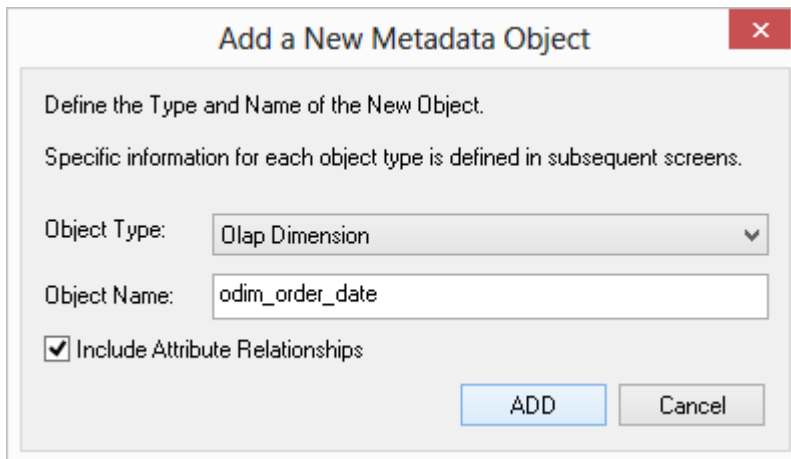 Add a New Metadata Object
Define the Type and Name of the New Object.
Specific information for each object type is defined in subsequent screens.
Object Type: Olap Dimension
Object Name: odim_order_date
Include Attribute Relationships
ADD Cancel